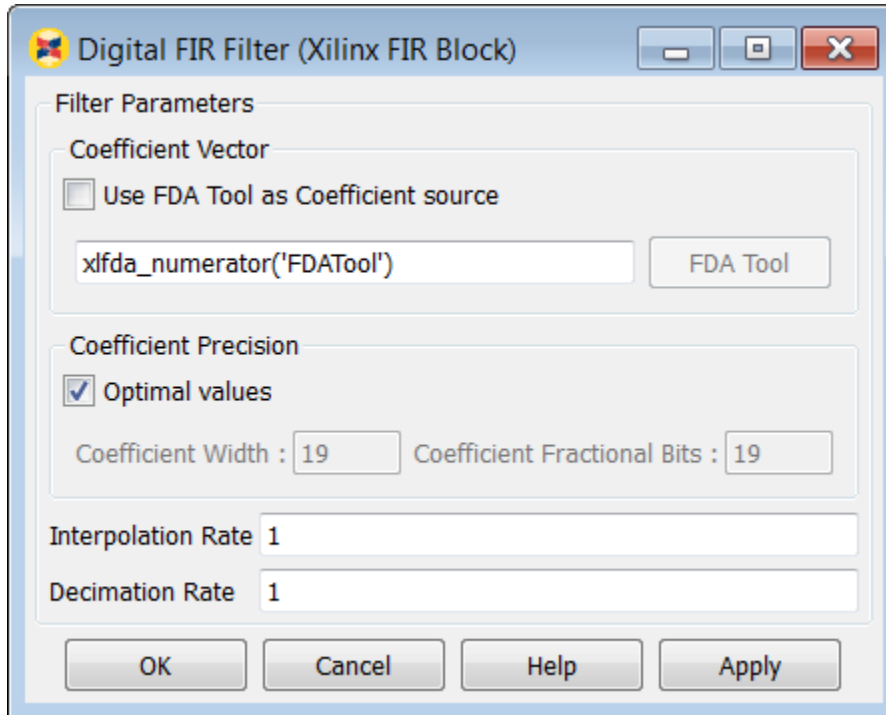 Digital FIR Filter (Xilinx FIR Block)
Filter Parameters
Coefficient Vector
Use FDA Tool as Coefficient source
xlfda_numerator('FDATool') FDA Tool
Coefficient Precision
Optimal values
Coefficient Width : 19 Coefficient Fractional Bits : 19
Interpolation Rate 1
Decimation Rate 1
OK Cancel Help Apply